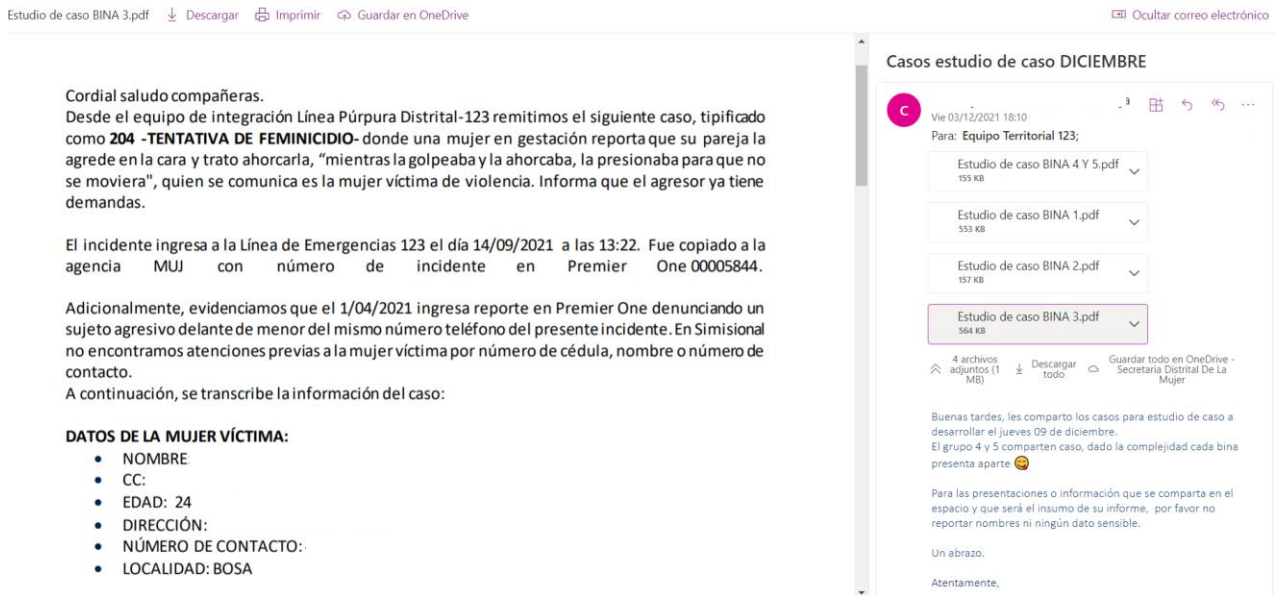 Estudio de caso BINA 3.pdf Descargar Imprimir Guardar en OneDrive Ocultar correo electrónico
Cordial saludo compañeras.
Desde el equipo de integración Línea Púrpura Distrital-123 remitimos el siguiente caso, tipificado
como 204 -TENTATIVA DE FEMINICIDIO- donde una mujer en gestación reporta que su pareja la
agrede en la cara y trato ahorcarla, “mientras la golpeaba y la ahorcaba, la presionaba para que no
se moviera", quien se comunica es la mujer víctima de violencia. Informa que el agresor ya tiene
demandas.
El incidente ingresa a la Línea de Emergencias 123 el día 14/09/2021 a las 13:22. Fue copiado a la
agencia MUJ con número de incidente en Premier One 00005844.
Adicionalmente, evidenciamos que el 1/04/2021 ingresa reporte en Premier One denunciando un
sujeto agresivo delante de menor del mismo número teléfono del presente incidente. En Simisional
no encontramos atenciones previas a la mujer víctima por número de cédula, nombre o número de
contacto.
A continuación, se transcribe la información del caso:
DATOS DE LA MUJER VÍCTIMA:
• NOMBRE
• CC:
• EDAD: 24
• DIRECCIÓN:
• NÚMERO DE CONTACTO:
• LOCALIDAD: BOSA
Casos estudio de caso DICIEMBRE
C
Vie 03/12/2021 18:10
Para: Equipo Territorial 123;
Estudio de caso BINA 4 Y 5.pdf
155 KB
Estudio de caso BINA 1.pdf
553 KB
Estudio de caso BINA 2.pdf
157 KB
Estudio de caso BINA 3.pdf
564 KB
4 archivos
adjuntos (1
MB)
Descargar
todo
Guardar todo en OneDrive -
Secretaria Distrital De La
Mujer
Buenas tardes, les comparto los casos para estudio de caso a
desarrollar el jueves 09 de diciembre.
El grupo 4 y 5 comparten caso, dado la complejidad cada bina
presenta aparte 😋
Para las presentaciones o información que se comparta en el
espacio y que será el insumo de su informe, por favor no
reportar nombres ni ningún dato sensible.
Un abrazo.
Atentamente,